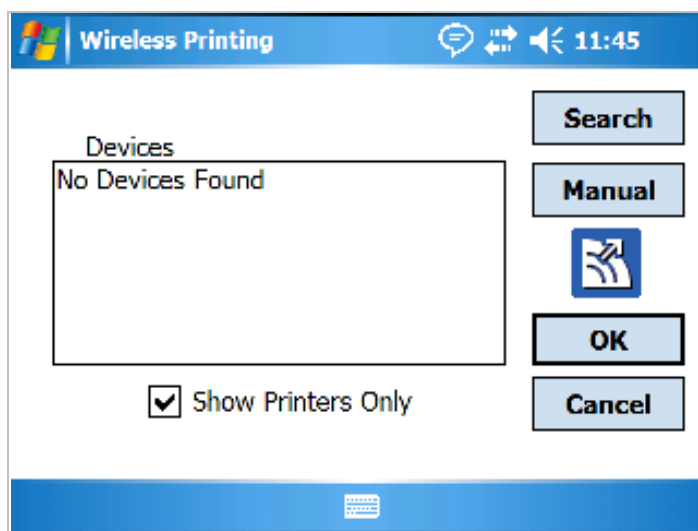 Wireless Printing 11:45
Search
Devices
No Devices Found
Manual
OK
Show Printers Only
Cancel